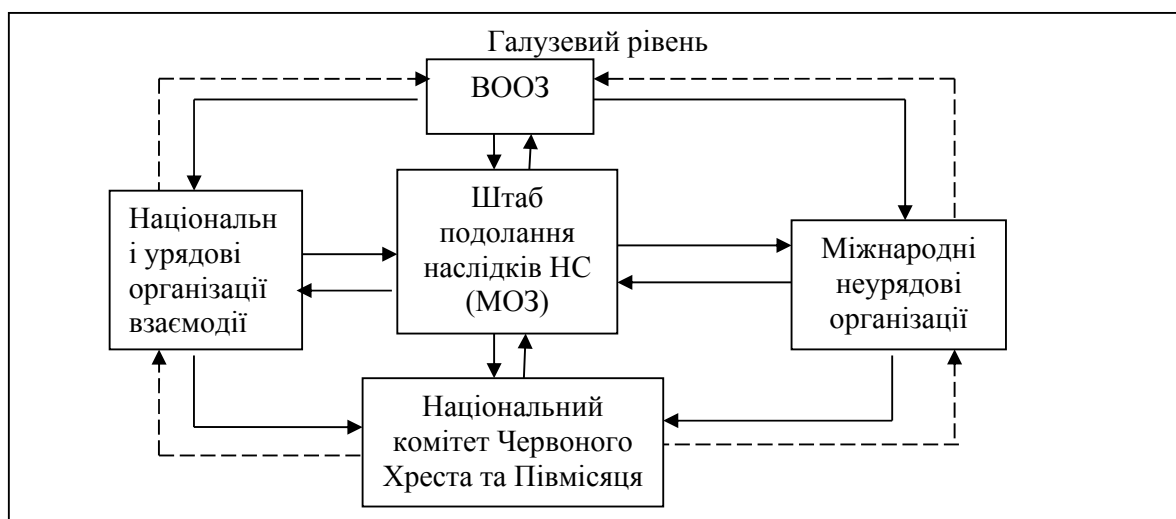 Галузевий рівень
ВООЗ
Штаб
подолання
наслідків НС
(МОЗ)
Національн
і урядові
організації
взаємодії
Міжнародні
неурядові
організації
Національний
комітет Червоного
Хреста та Півмісяця